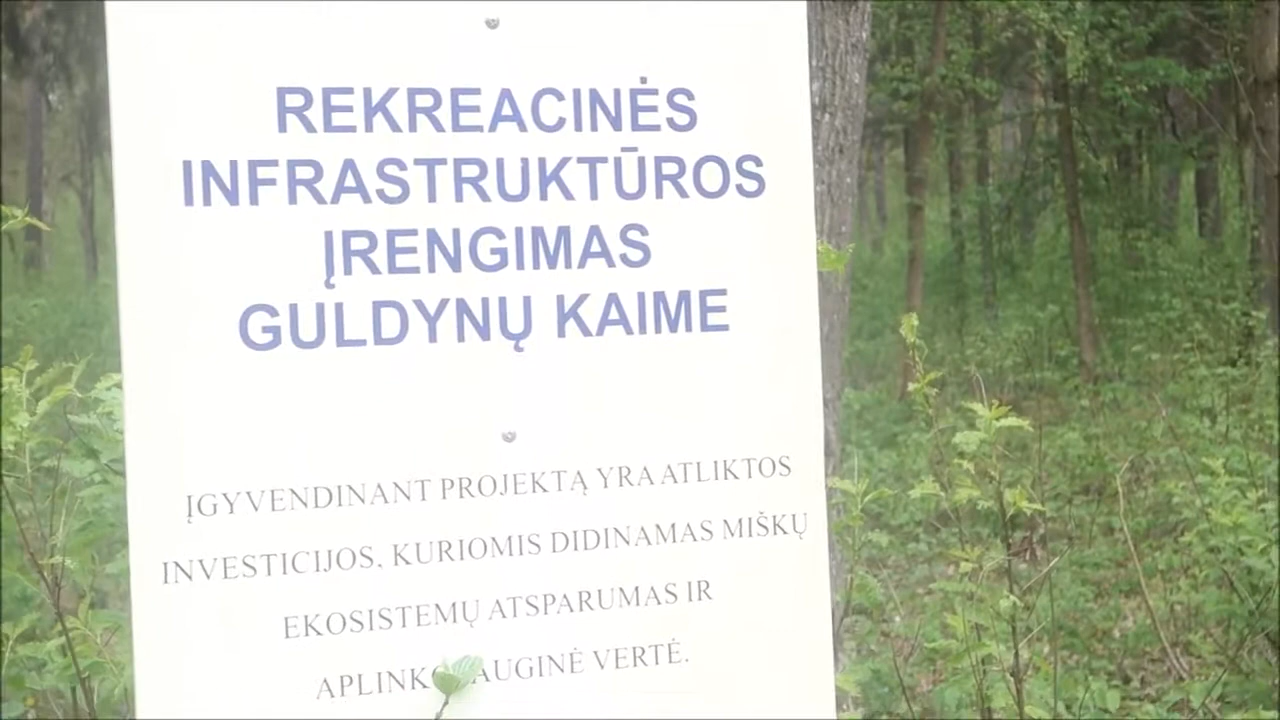 REKREACINĖS
INFRASTRUKTŪROS
ĮRENGIMAS
GULDYNŲ KAIME
ĮGYVENDINANT PROJEKTĄ YRA ATLIKTOS
INVESTICIJOS, KURIOMIS DIDINAMAS MIŠKŲ
EKOSISTEMŲ ATSPARUMAS IR
VERTĖ.